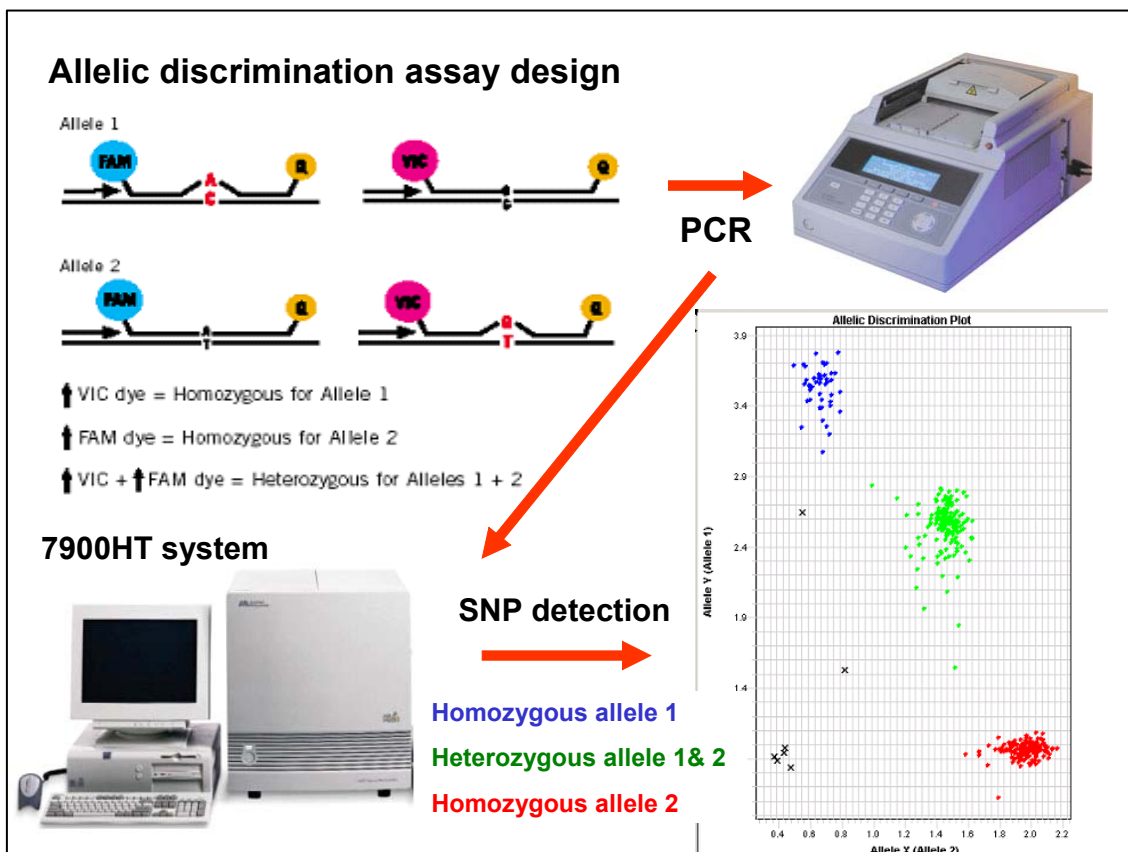 Allelic discrimination assay design
Allele 1
FAM
A
C
VIC
Q
PCR
Allele 2
FAM
Q
A
T
VIC
T
Q
VIC dye = Homozygous for Allele 1
FAM dye = Homozygous for Allele 2
VIC + FAM dye = Heterozygous for Alleles 1 + 2
7900HT system
SNP detection
Homozygous allele 1
Heterozygous allele 1& 2
Homozygous allele 2
Allelic Discrimination Plot
3.9
3.4
2.9
2.4
1.9
1.4
Allele Y (Allele 1)
0.4 0.6 0.8 1.0 1.2 1.4 1.6 1.8 2.0 2.2
Allele X (Allele 2)